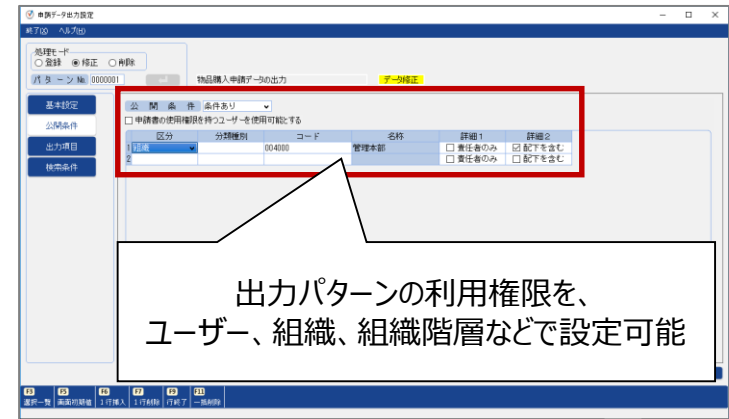 申請データ出力設定
終了(X) ヘルプ(H)
処理モード
登録 修正 削除
パターン№ 0000001 物品購入申請データの出力 データ修正
基本設定
公開条件
出力項目
検索条件
公開条件 条件あり
申請書の使用権限を持つユーザーを使用可能とする
区分 分類種別 コード 名称 詳細1 詳細2
1 組織 004000 管理本部 責任者のみ 配下を含む
2 責任者のみ 配下を含む
出力パターンの利用権限を、
ユーザー、組織、組織階層などで設定可能
F3 F5 F6 F7 F9 F11
選択一覧 画面初期値 1行挿入 1行削除 行終了 一括削除